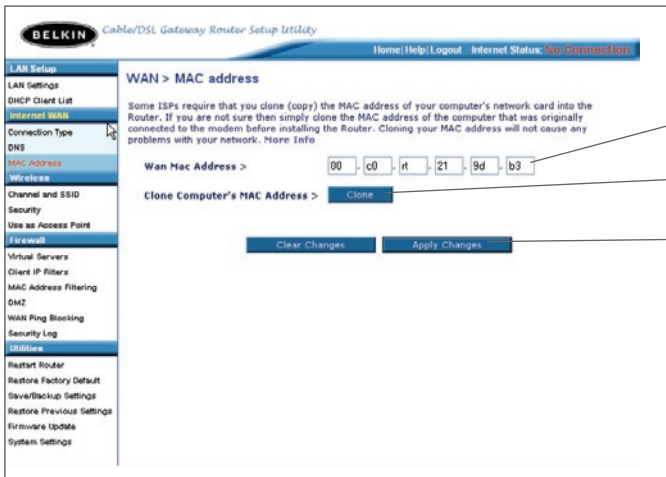 BELKIN Cable/DSL Gateway Router Setup Utility
Home| Help| Logout Internet Status: No Connection
LAN Setup
LAN Settings
DHCP Client List
Internet WAN
Connection Type
DNS
MAC Address
Wireless
Channel and SSID
Security
Use as Access Point
Firewall
Virtual Servers
Client IP Filters
MAC Address Filtering
DMZ
WAN Ping Blocking
Security Log
Utilities
Restart Router
Restore Factory Default
Save/Backup Settings
Restore Previous Settings
Firmware Update
System Settings
WAN > MAC address
Some ISPs require that you clone (copy) the MAC address of your computer's network card into the
Router. If you are not sure then simply clone the MAC address of the computer that was originally
connected to the modem before installing the Router. Cloning your MAC address will not cause any
problems with your network. More Info
Wan Mac Address > 00 . c0 . rt . 21 . 9d . b3
Clone Computer's MAC Address > Clone
Clear Changes Apply Changes